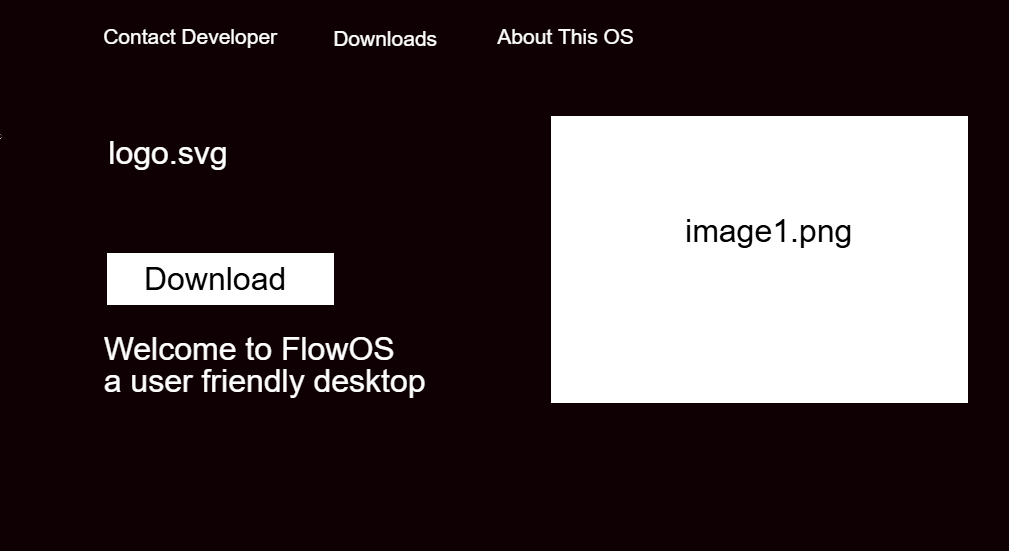 Contact Developer
Downloads
About This OS
logo.svg
image1.png
Download
Welcome to FlowOS
a user friendly desktop